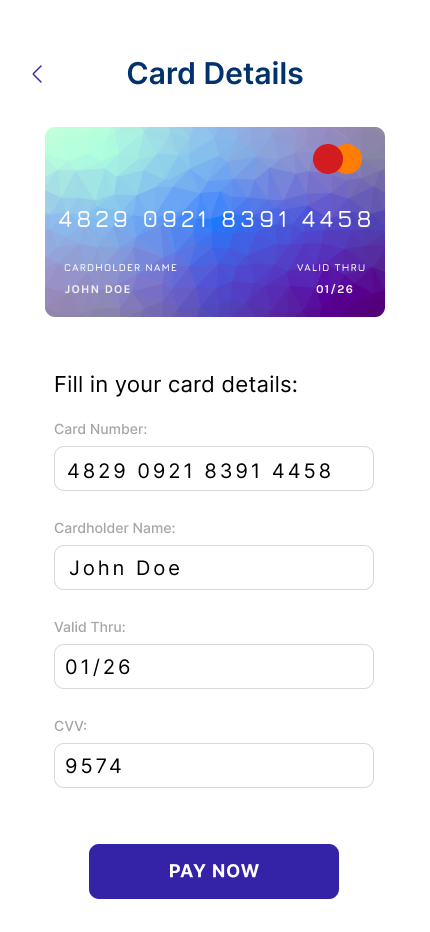 Card Details
4829 0921 8391 4458
CARDHOLDER NAME VALID THRU
JOHN DOE 01/26
Fill in your card details:
Card Number:
4829 0921 8391 4458
Cardholder Name:
John Doe
Valid Thru:
01/26
CVV:
9574
PAY NOW